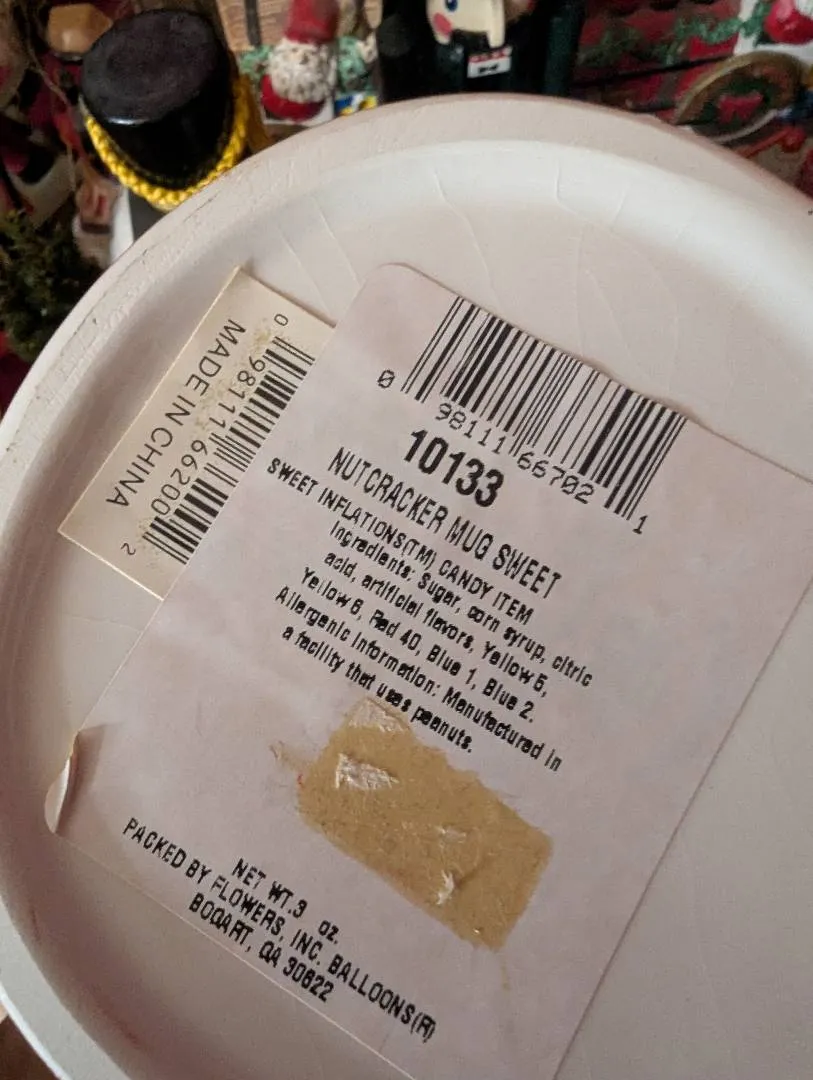 MADE IN CHINA
0 98111 66200 2
0 98111 66702 1
10133
NUTCRACKER MUG SWEET
SWEET INFLATIONS(TM) CANDY ITEM
Ingredients: Sugar, corn syrup, citric
acid, artificial flavors, Yellow 5,
Yellow 6, Red 40, Blue 1, Blue 2.
Allergenic Information: Manufactured in
a facility that uses peanuts.
NET WT.3 oz.
PACKED BY FLOWERS, INC. BALLOONS(R)
BOGART, GA 30622